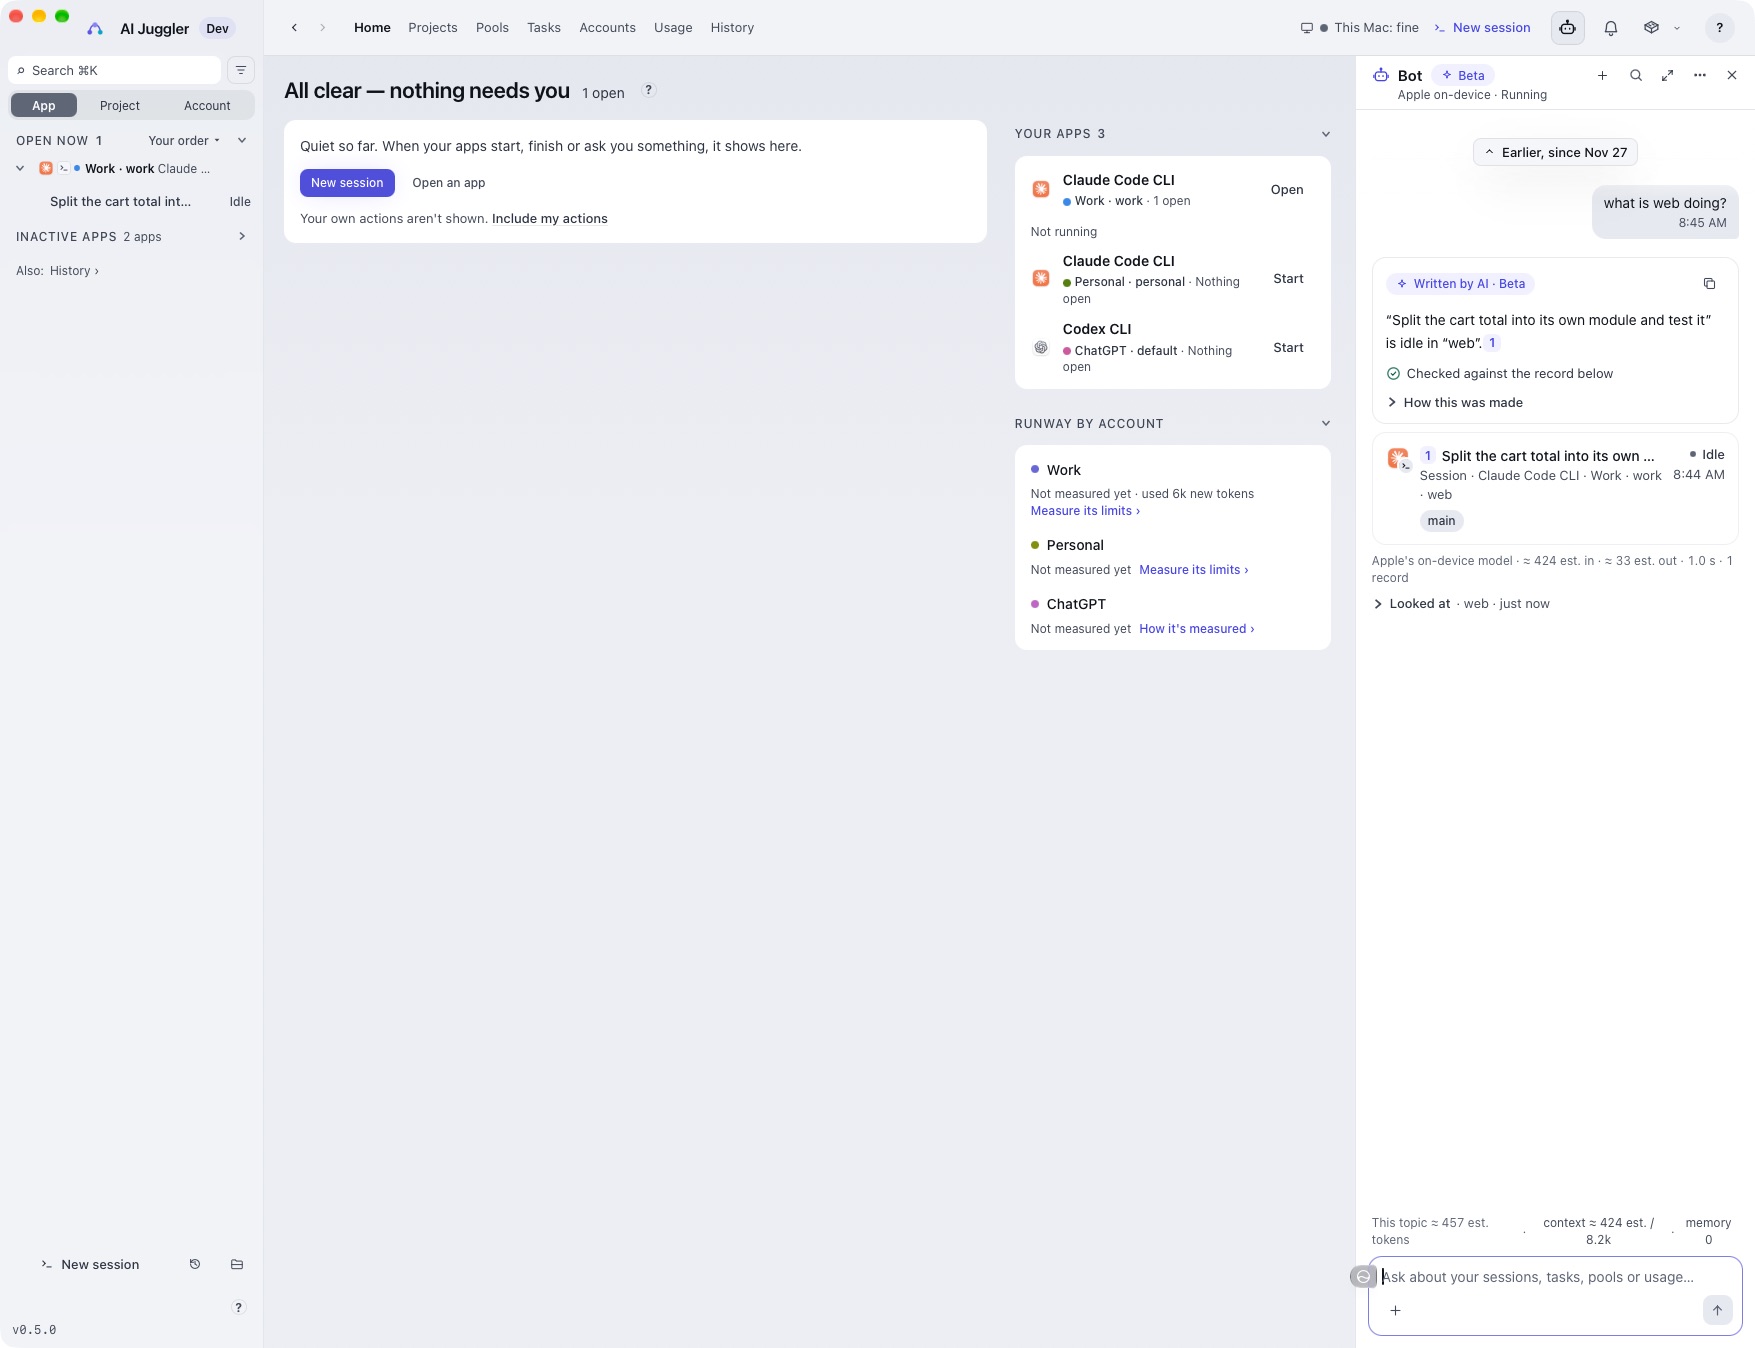 AI Juggler Dev
Search ⌘K
App Project Account
OPEN NOW 1 Your order
Work · work Claude ...
Split the cart total int... Idle
INACTIVE APPS 2 apps
Also: History ›
New session
?
v0.5.0
Home Projects Pools Tasks Accounts Usage History
This Mac: fine New session ?
All clear — nothing needs you 1 open ?
Quiet so far. When your apps start, finish or ask you something, it shows here.
New session Open an app
Your own actions aren't shown. Include my actions
YOUR APPS 3
Claude Code CLI
Work · work · 1 open
Open
Not running
Claude Code CLI
Personal · personal · Nothing
open
Start
Codex CLI
ChatGPT · default · Nothing
open
Start
RUNWAY BY ACCOUNT
Work
Not measured yet · used 6k new tokens
Measure its limits ›
Personal
Not measured yet Measure its limits ›
ChatGPT
Not measured yet How it's measured ›
Bot Beta
Apple on-device · Running
Earlier, since Nov 27
what is web doing?
8:45 AM
Written by AI · Beta
“Split the cart total into its own module and test it”
is idle in “web”. 1
Checked against the record below
How this was made
1 Split the cart total into its own ... Idle
Session · Claude Code CLI · Work · work 8:44 AM
· web
main
Apple's on-device model · ≈ 424 est. in · ≈ 33 est. out · 1.0 s · 1
record
Looked at · web · just now
This topic ≈ 457 est.
tokens
· context ≈ 424 est. /
8.2k
· memory
0
Ask about your sessions, tasks, pools or usage...